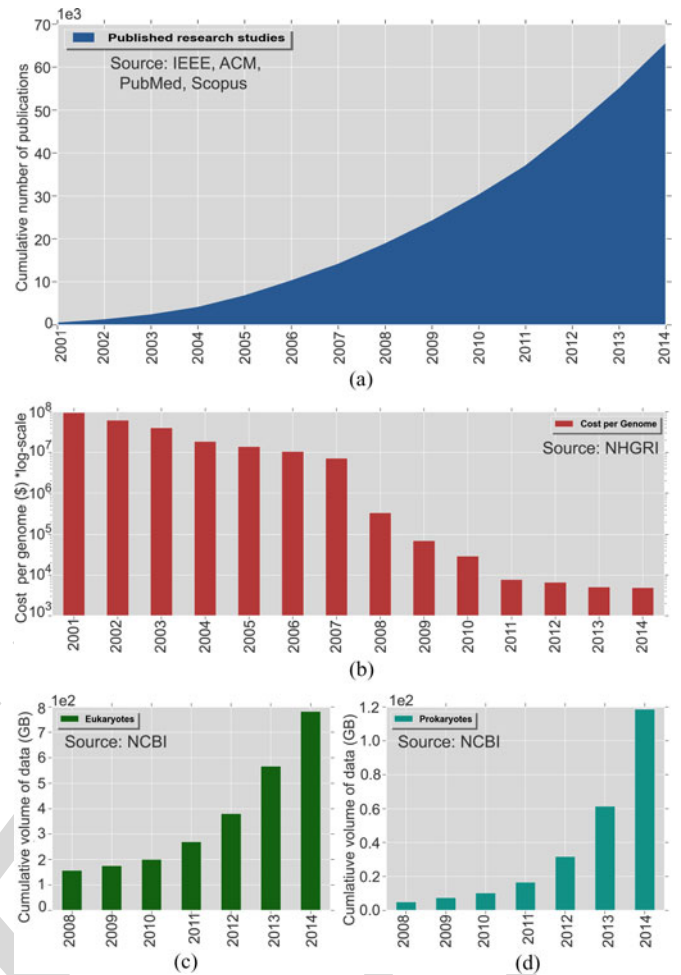 70 1e3
Published research studies
Source: IEEE, ACM,
PubMed, Scopus
Cumulative number of publications
60
50
40
30
20
10
0
2001 2002 2003 2004 2005 2006 2007 2008 2009 2010 2011 2012 2013 2014
(a)
Cost per genome ($) *log-scale
10^8
10^7
10^6
10^5
10^4
10^3
Cost per Genome
Source: NHGRI
2001 2002 2003 2004 2005 2006 2007 2008 2009 2010 2011 2012 2013 2014
(b)
Cumulative volume of data (GB)
8 1e2
7
6
5
4
3
2
1
0
Eukaryotes
Source: NCBI
2008 2009 2010 2011 2012 2013 2014
(c)
Cumlatiuve volume of data (GB)
1.2 1e2
1.0
0.8
0.6
0.4
0.2
0.0
Prokaryotes
Source: NCBI
2008 2009 2010 2011 2012 2013 2014
(d)